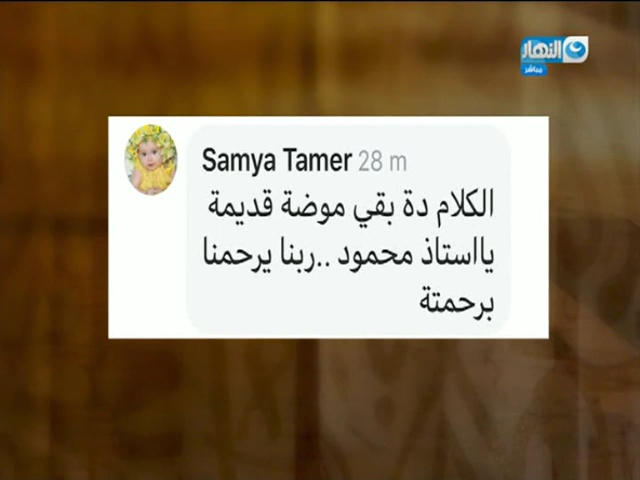 النهار
مباشر
Samya Tamer 28 m
الكلام دة بقي موضة قديمة
يااستاذ محمود ..ربنا يرحمنا
برحمتة